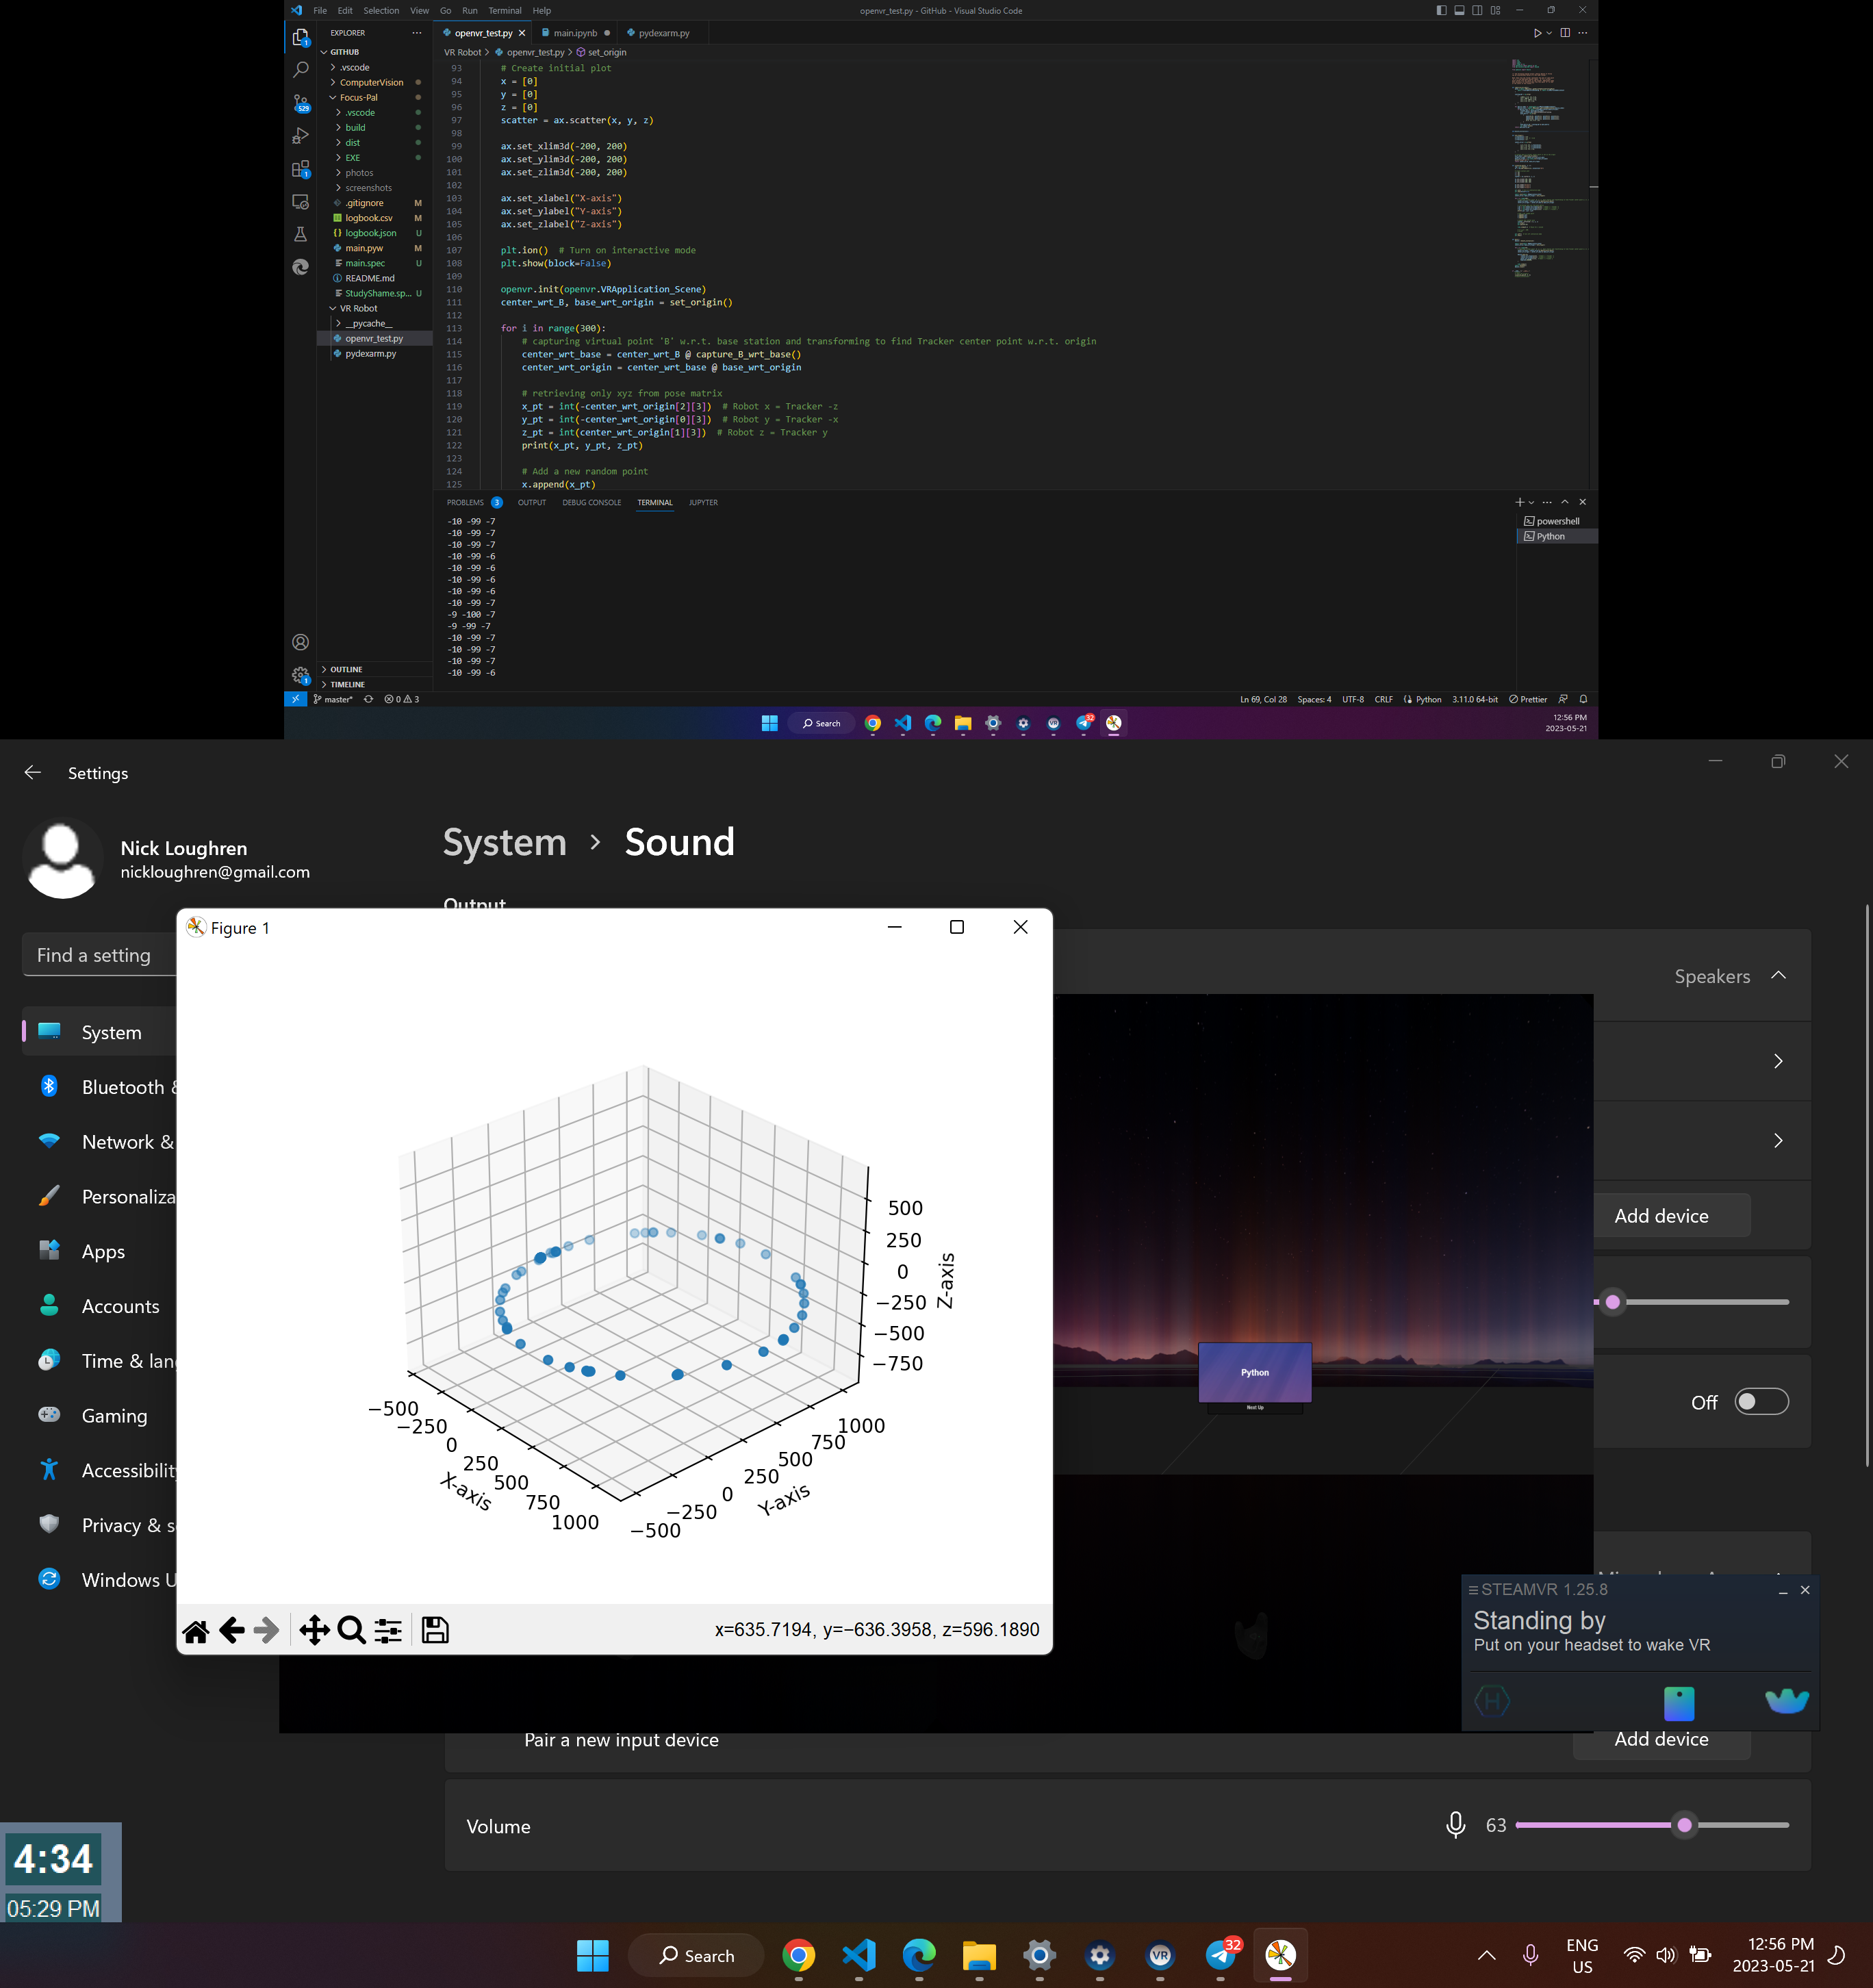 File Edit Selection View Go Run Terminal Help
openvr_test.py - GitHub - Visual Studio Code
EXPLORER
GITHUB
.vscode
ComputerVision
Focus-Pal
.vscode
build
dist
EXE
photos
screenshots
.gitignore M
logbook.csv M
logbook.json U
main.pyw M
main.spec U
README.md
StudyShame.sp... U
VR Robot
__pycache__
openvr_test.py
pydexarm.py
OUTLINE
TIMELINE
529
openvr_test.py main.ipynb pydexarm.py
VR Robot > openvr_test.py > set_origin
93 # Create initial plot
94 x = [0]
95 y = [0]
96 z = [0]
97 scatter = ax.scatter(x, y, z)
98
99 ax.set_xlim3d(-200, 200)
100 ax.set_ylim3d(-200, 200)
101 ax.set_zlim3d(-200, 200)
102
103 ax.set_xlabel("X-axis")
104 ax.set_ylabel("Y-axis")
105 ax.set_zlabel("Z-axis")
106
107 plt.ion() # Turn on interactive mode
108 plt.show(block=False)
109
110 openvr.init(openvr.VRApplication_Scene)
111 center_wrt_B, base_wrt_origin = set_origin()
112
113 for i in range(300):
114 # capturing virtual point 'B' w.r.t. base station and transforming to find Tracker center point w.r.t. origin
115 center_wrt_base = center_wrt_B @ capture_B_wrt_base()
116 center_wrt_origin = center_wrt_base @ base_wrt_origin
117
118 # retrieving only xyz from pose matrix
119 x_pt = int(-center_wrt_origin[2][3]) # Robot x = Tracker -z
120 y_pt = int(-center_wrt_origin[0][3]) # Robot y = Tracker -x
121 z_pt = int(center_wrt_origin[1][3]) # Robot z = Tracker y
122 print(x_pt, y_pt, z_pt)
123
124 # Add a new random point
125 x.append(x_pt)
PROBLEMS 3 OUTPUT DEBUG CONSOLE TERMINAL JUPYTER
powershell
Python
-10 -99 -7
-10 -99 -7
-10 -99 -7
-10 -99 -6
-10 -99 -6
-10 -99 -6
-10 -99 -6
-10 -99 -7
-9 -100 -7
-9 -99 -7
-10 -99 -7
-10 -99 -7
-10 -99 -7
-10 -99 -6
master* 0 3
Ln 69, Col 28 Spaces: 4 UTF-8 CRLF Python 3.11.0 64-bit Prettier
Search
32
12:56 PM
2023-05-21
Settings
Nick Loughren
nickloughren@gmail.com
Find a setting
System
Bluetooth &
Network &
Personaliza
Apps
Accounts
Time & lan
Gaming
Accessibility
Privacy & s
Windows U
System > Sound
Output
Speakers
Add device
Off
Figure 1
500
250
0
-250
-500
-750
Z-axis
-500
-250
0
250
500
750
1000
X-axis
-500
-250
0
250
500
750
1000
Y-axis
x=635.7194, y=-636.3958, z=596.1890
Python
Next Up
STEAMVR 1.25.8
Standing by
Put on your headset to wake VR
Pair a new input device
Add device
Volume
63
4:34
05:29 PM
Search
VR
32
ENG
US
12:56 PM
2023-05-21